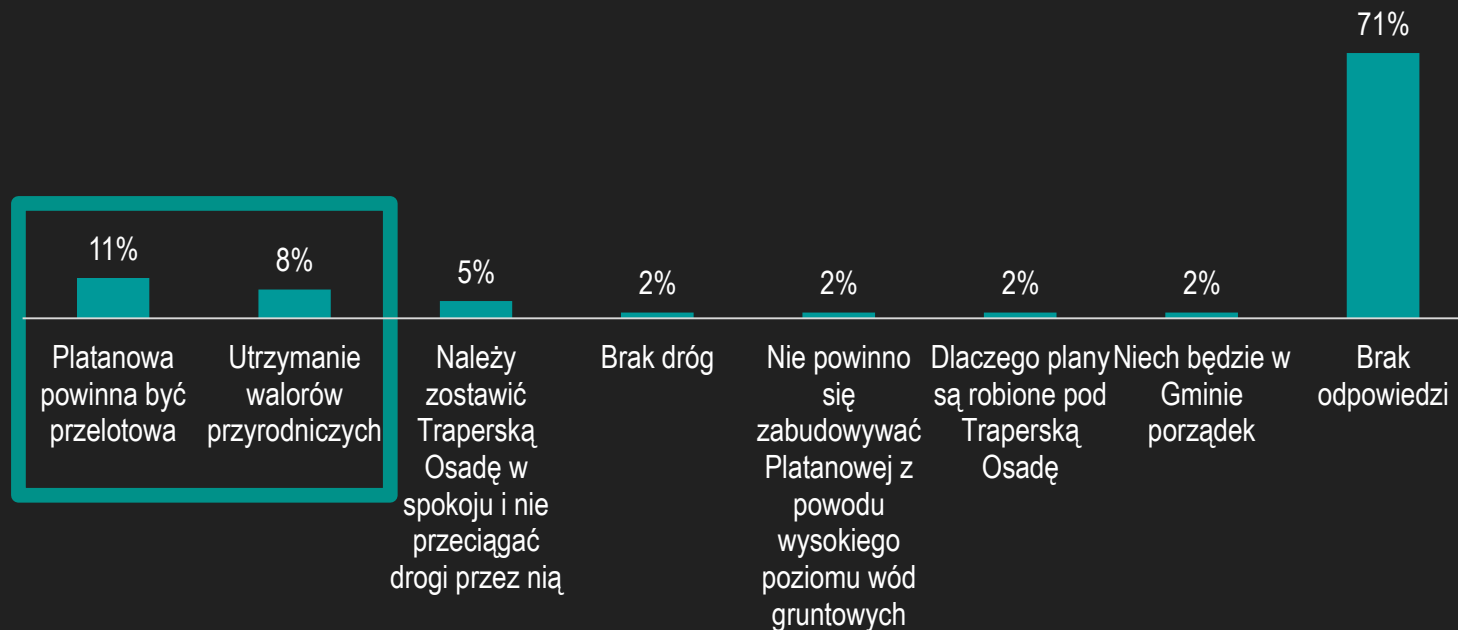 71%
11%
8%
5%
2%
2%
2%
2%
Platanowa
powinna być
przelotowa
Utrzymanie
walorów
przyrodniczych
Należy
zostawić
Traperską
Osadę w
spokoju i nie
przeciągać
drogi przez nią
Brak dróg
Nie powinno
się
zabudowywać
Platanowej z
powodu
wysokiego
poziomu wód
gruntowych
Dlaczego plany
są robione pod
Traperską
Osadę
Niech będzie w
Gminie
porządek
Brak
odpowiedzi